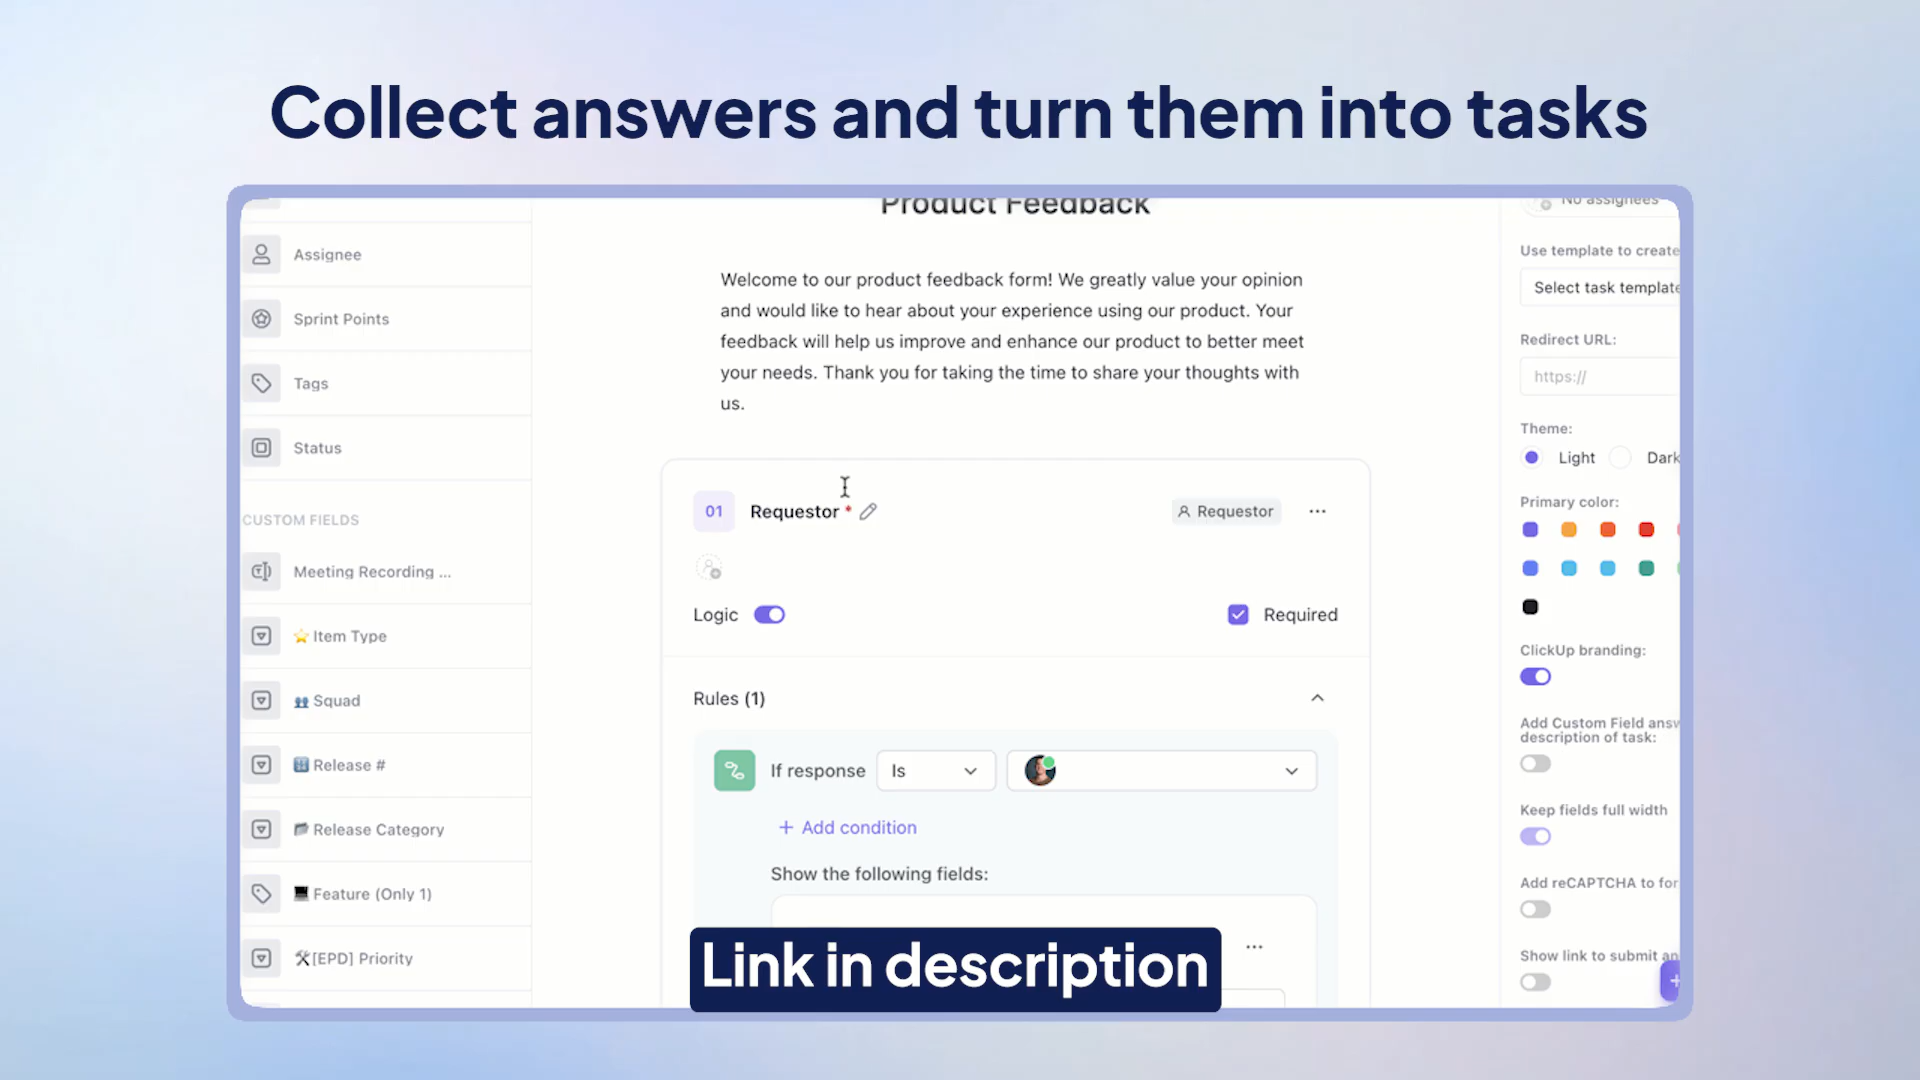 Collect answers and turn them into tasks
Product Feedback
Welcome to our product feedback form! We greatly value your opinion
and would like to hear about your experience using our product. Your
feedback will help us improve and enhance our product to better meet
your needs. Thank you for taking the time to share your thoughts with
us.
Assignee
Sprint Points
Tags
Status
CUSTOM FIELDS
Meeting Recording ...
⭐ Item Type
👥 Squad
🔢 Release #
Release Category
Feature (Only 1)
🛠[EPD] Priority
01 Requestor *
Requestor
Logic
Required
Rules (1)
If response Is
+ Add condition
Show the following fields:
Link in description
No assignees
Use template to create
Select task template
Redirect URL:
https://
Theme:
Light Dark
Primary color:
ClickUp branding:
Add Custom Field answ
description of task:
Keep fields full width
Add reCAPTCHA to for
Show link to submit an